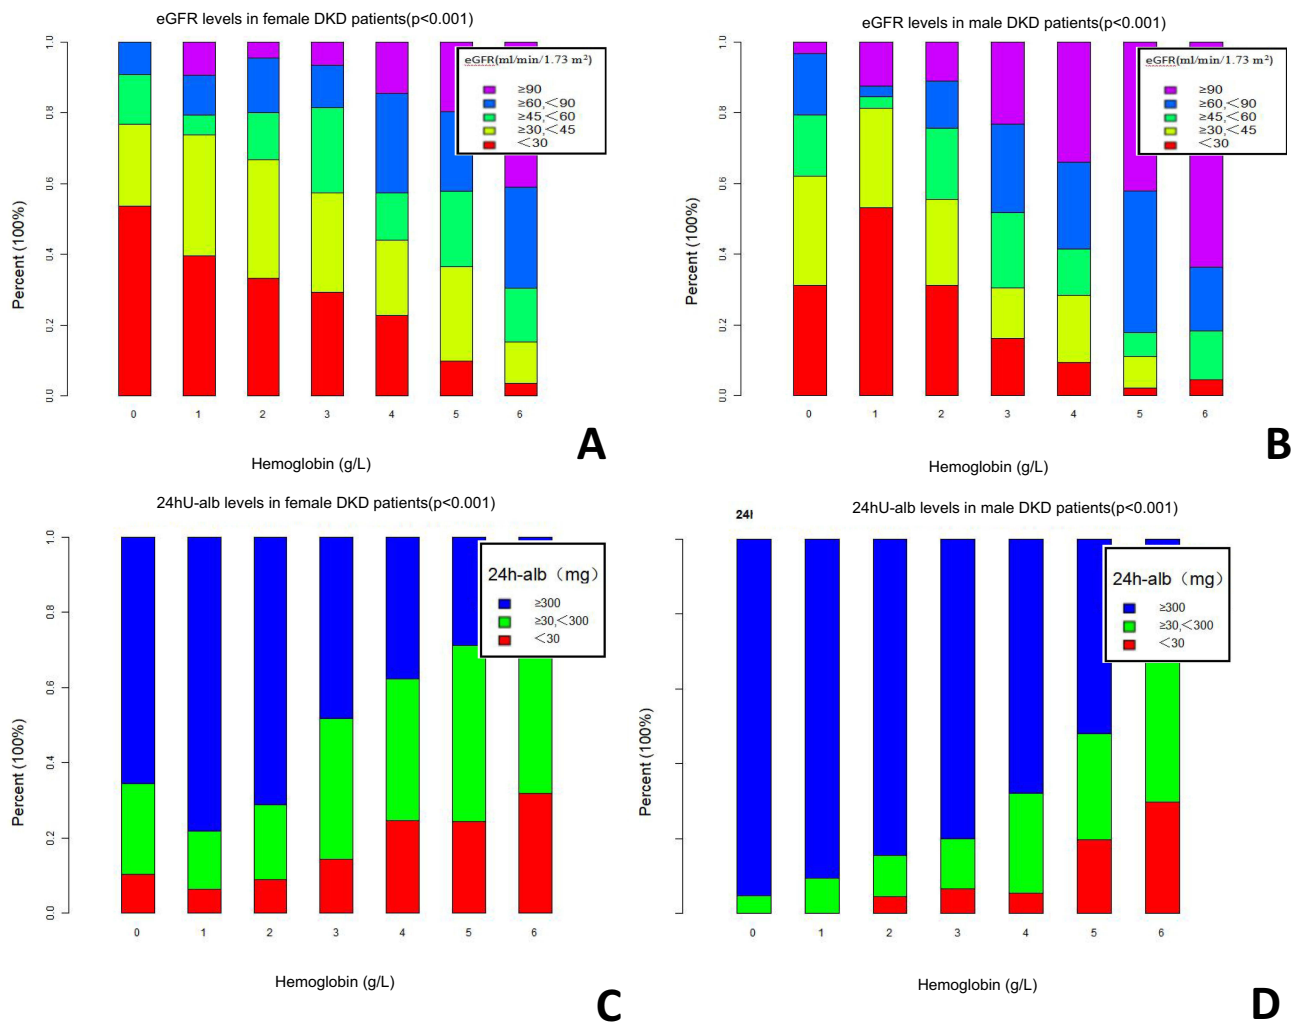 eGFR levels in female DKD patients(p<0.001)
1.0
0.8
0.6
0.4
0.2
0.0
Percent (100%)
eGFR(ml/min/1.73 m²)
≥90
≥60,<90
≥45,<60
≥30,<45
<30
0 1 2 3 4 5 6
Hemoglobin (g/L)
A
eGFR levels in male DKD patients(p<0.001)
1.0
0.8
0.6
0.4
0.2
0.0
Percent (100%)
eGFR(ml/min/1.73 m²)
≥90
≥60,<90
≥45,<60
≥30,<45
<30
0 1 2 3 4 5 6
Hemoglobin (g/L)
B
24hU-alb levels in female DKD patients(p<0.001)
1.0
0.8
0.6
0.4
0.2
0.0
Percent (100%)
24h-alb（mg）
≥300
≥30,<300
<30
0 1 2 3 4 5 6
Hemoglobin (g/L)
C
24hU-alb levels in male DKD patients(p<0.001)
Percent (100%)
24h-alb（mg）
≥300
≥30,<300
<30
0 1 2 3 4 5 6
Hemoglobin (g/L)
D